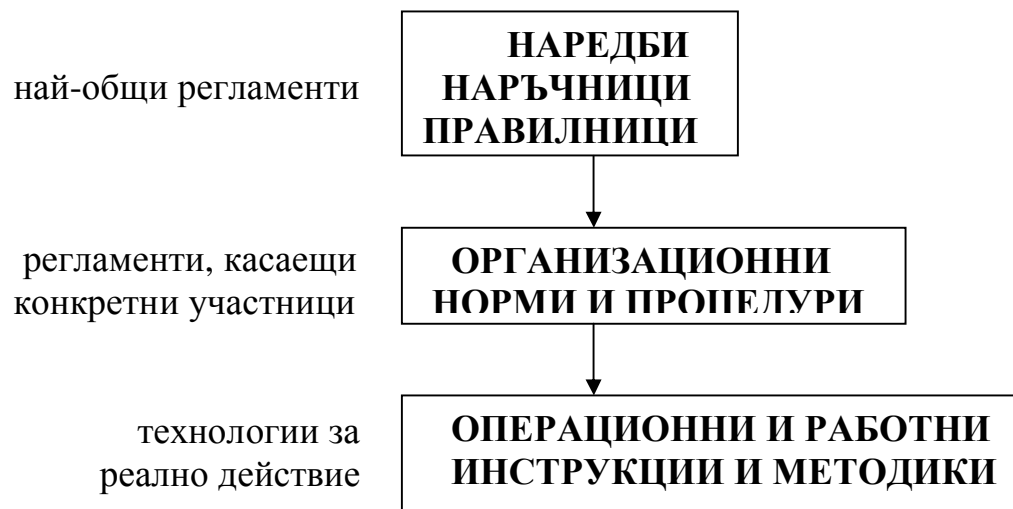 НАРЕДБИ
най-общи регламенти НАРЪЧНИЦИ
ПРАВИЛНИЦИ
регламенти, касаещи ОРГАНИЗАЦИОННИ
конкретни участници НОРМИ И ПРОЦЕДУРИ
технологии за ОПЕРАЦИОННИ И РАБОТНИ
реално действие ИНСТРУКЦИИ И МЕТОДИКИ